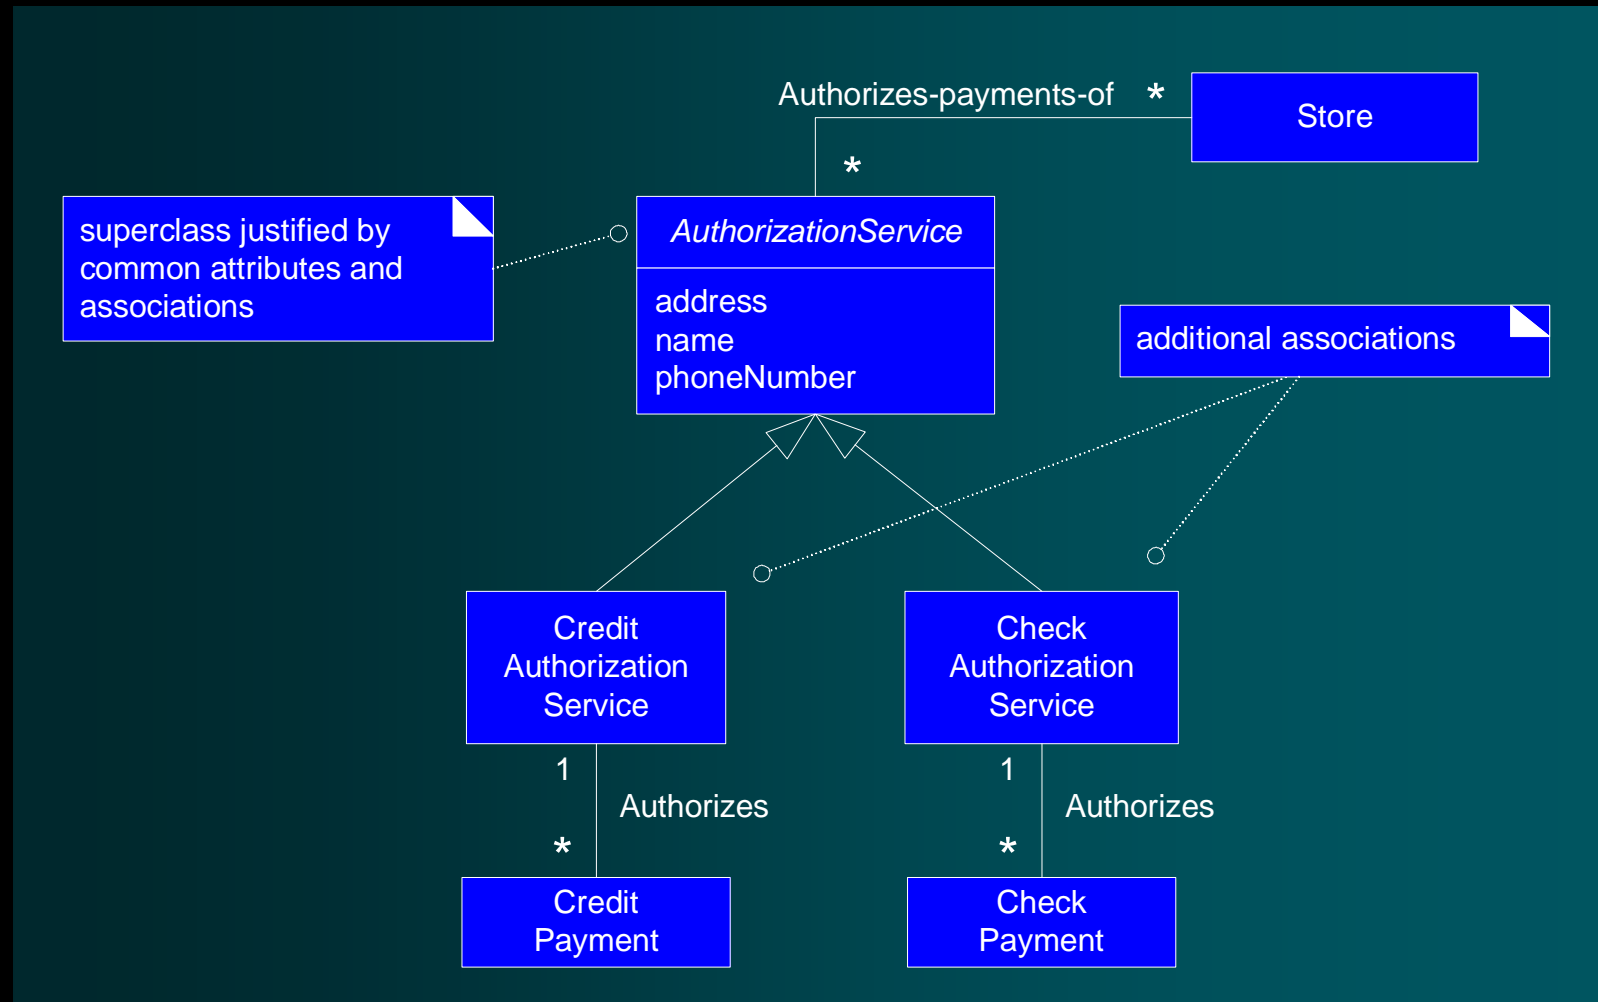 Authorizes-payments-of *
Store
*
superclass justified by
common attributes and
associations
AuthorizationService
address
name
phoneNumber
additional associations
Credit
Authorization
Service
Check
Authorization
Service
1
Authorizes
*
1
Authorizes
*
Credit
Payment
Check
Payment